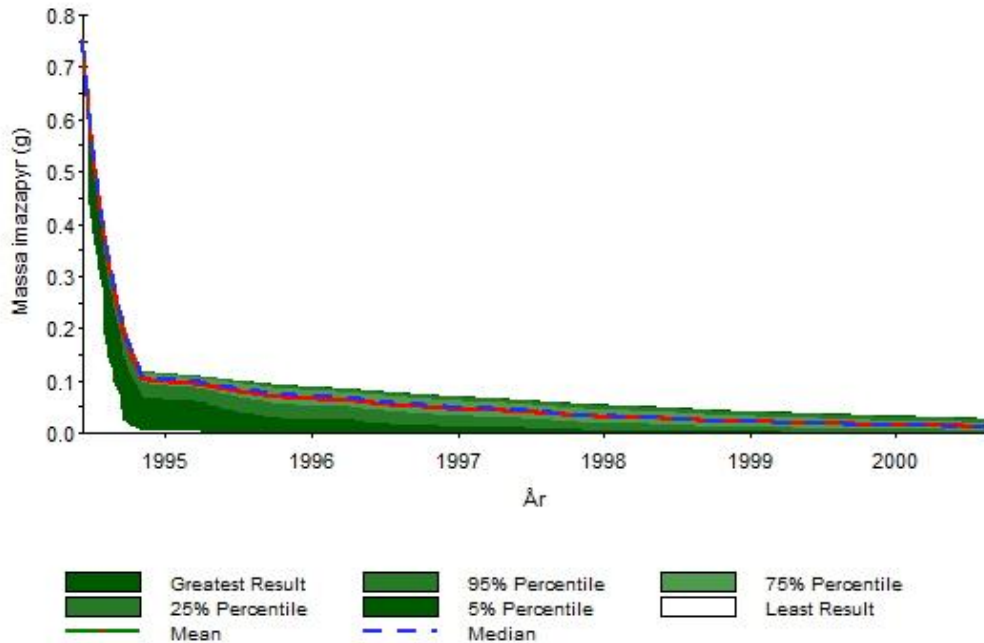 0.8
0.7
0.6
0.5
0.4
0.3
0.2
0.1
0.0
Massa imazapyr (g)
1995 1996 1997 1998 1999 2000
År
Greatest Result 95% Percentile 75% Percentile
25% Percentile 5% Percentile Least Result
Mean Median